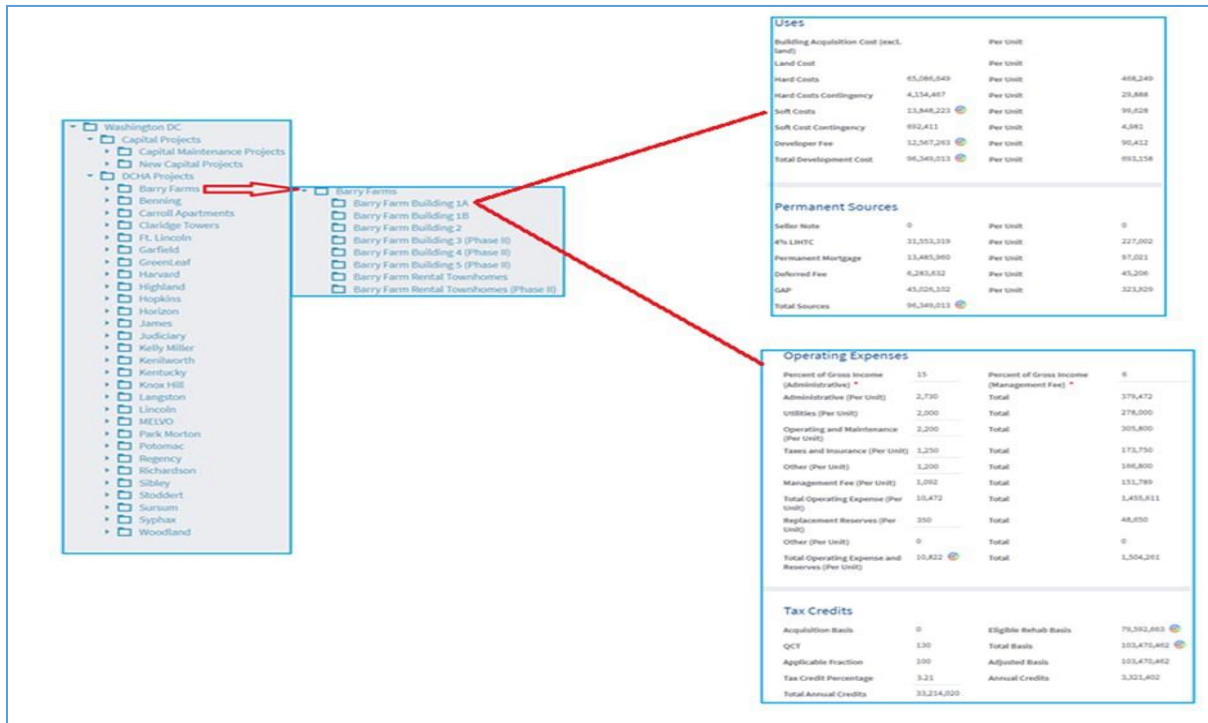 Washington DC
Capital Projects
Capital Maintenance Projects
New Capital Projects
DCHA Projects
Barry Farms
Benning
Carroll Apartments
Claridge Towers
Ft. Lincoln
Garfield
GreenLeaf
Harvard
Highland
Hopkins
Horizon
James
Judiciary
Kelly Miller
Kenilworth
Kentucky
Knox Hill
Langston
Lincoln
MELVO
Park Morton
Potomac
Regency
Richardson
Sibley
Stoddert
Sursum
Syphax
Woodland
Barry Farms
Barry Farm Building 1A
Barry Farm Building 1B
Barry Farm Building 2
Barry Farm Building 3 (Phase II)
Barry Farm Building 4 (Phase II)
Barry Farm Building 5 (Phase II)
Barry Farm Rental Townhomes
Barry Farm Rental Townhomes (Phase II)
Uses
Building Acquisition Cost (excl. Per Unit
land)
Land Cost Per Unit
Hard Costs 65,086,649 Per Unit 468,249
Hard Costs Contingency 4,154,467 Per Unit 29,888
Soft Costs 13,848,223 Per Unit 99,628
Soft Cost Contingency 692,411 Per Unit 4,981
Developer Fee 12,567,263 Per Unit 90,412
Total Development Cost 96,349,013 Per Unit 693,158
Permanent Sources
Seller Note 0 Per Unit 0
4% LIHTC 31,553,319 Per Unit 227,002
Permanent Mortgage 13,485,960 Per Unit 97,021
Deferred Fee 6,283,632 Per Unit 45,206
GAP 45,026,102 Per Unit 323,929
Total Sources 96,349,013
Operating Expenses
Percent of Gross Income 15 Percent of Gross Income 6
(Administrative) * (Management Fee) *
Administrative (Per Unit) 2,730 Total 379,472
Utilities (Per Unit) 2,000 Total 278,000
Operating and Maintenance 2,200 Total 305,800
(Per Unit)
Taxes and Insurance (Per Unit) 1,250 Total 173,750
Other (Per Unit) 1,200 Total 166,800
Management Fee (Per Unit) 1,092 Total 151,789
Total Operating Expense (Per 10,472 Total 1,455,611
Unit)
Replacement Reserves (Per 350 Total 48,650
Unit)
Other (Per Unit) 0 Total 0
Total Operating Expense and 10,822 Total 1,504,261
Reserves (Per Unit)
Tax Credits
Acquisition Basis 0 Eligible Rehab Basis 79,592,663
QCT 130 Total Basis 103,470,462
Applicable Fraction 100 Adjusted Basis 103,470,462
Tax Credit Percentage 3.21 Annual Credits 3,321,402
Total Annual Credits 33,214,020